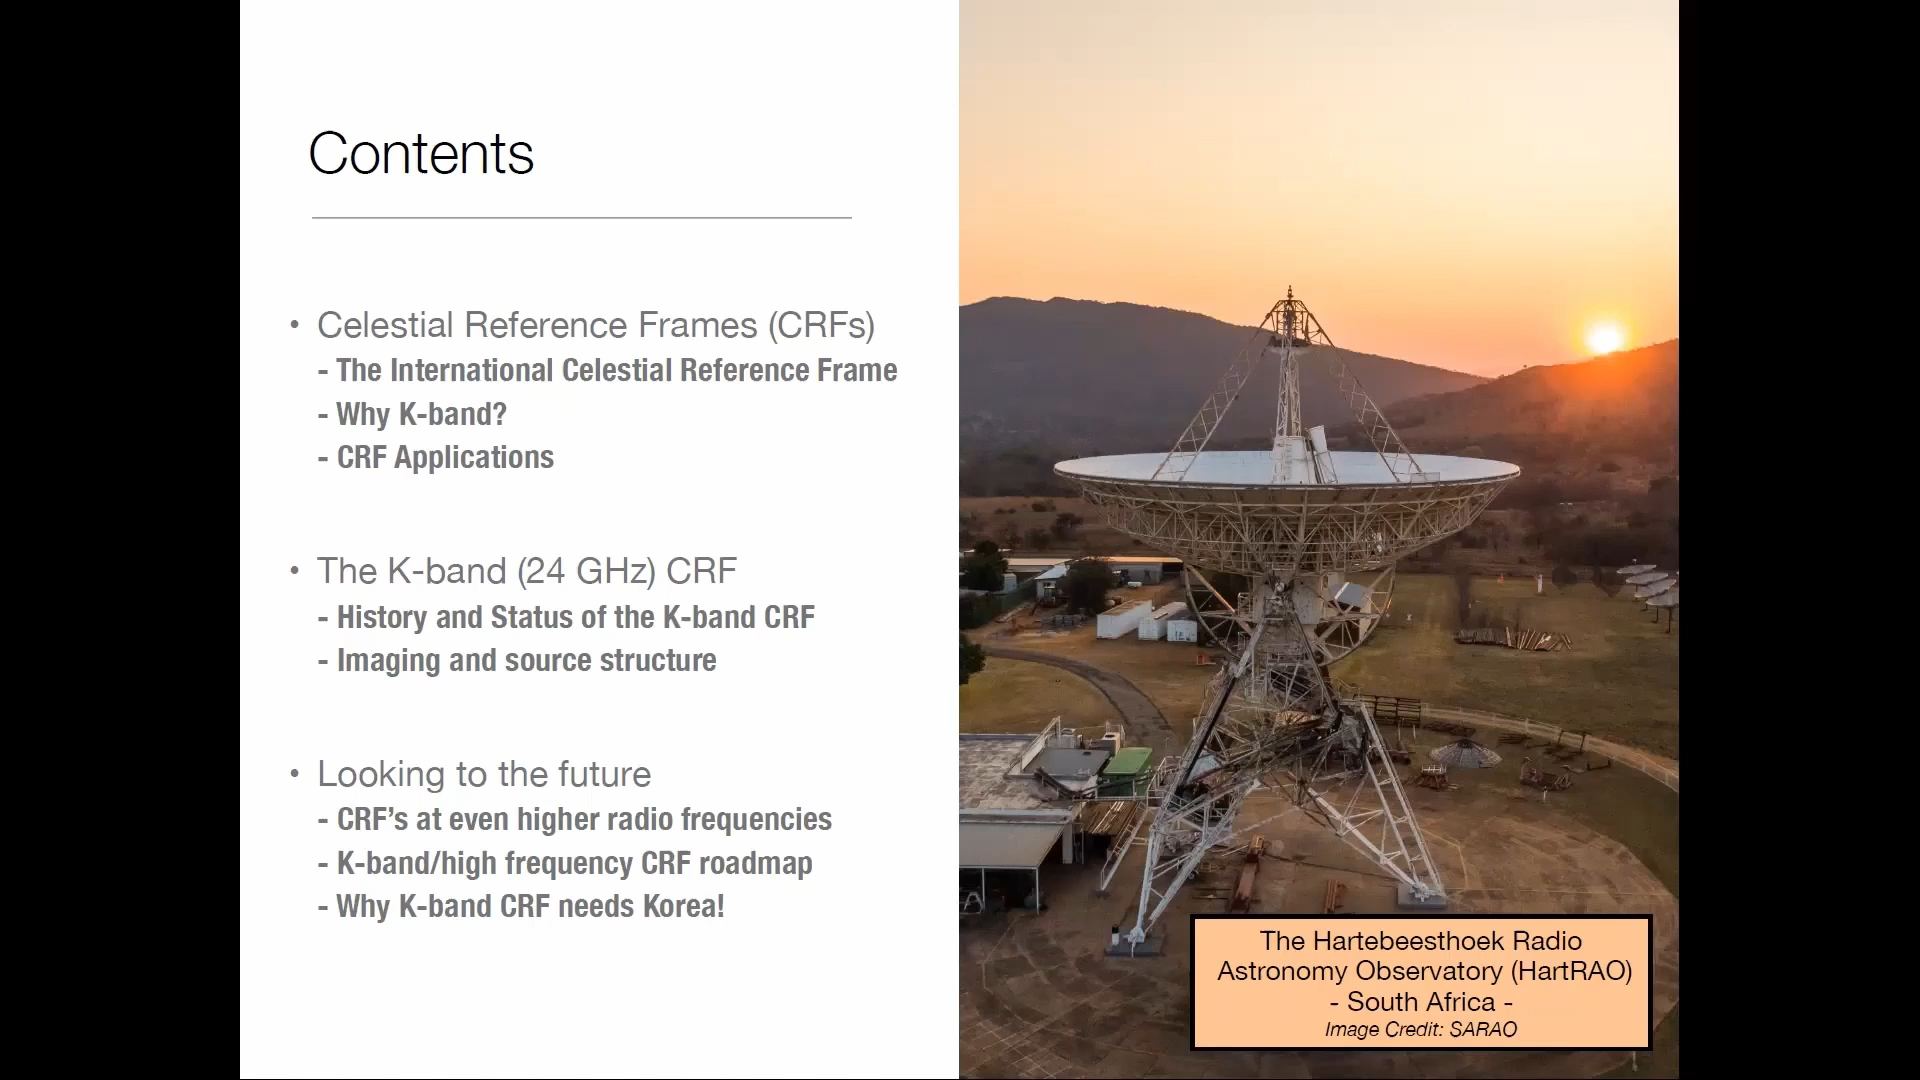 Contents
• Celestial Reference Frames (CRFs)
- The International Celestial Reference Frame
- Why K-band?
- CRF Applications
• The K-band (24 GHz) CRF
- History and Status of the K-band CRF
- Imaging and source structure
• Looking to the future
- CRF’s at even higher radio frequencies
- K-band/high frequency CRF roadmap
- Why K-band CRF needs Korea!
The Hartebeesthoek Radio
Astronomy Observatory (HartRAO)
- South Africa -
Image Credit: SARAO